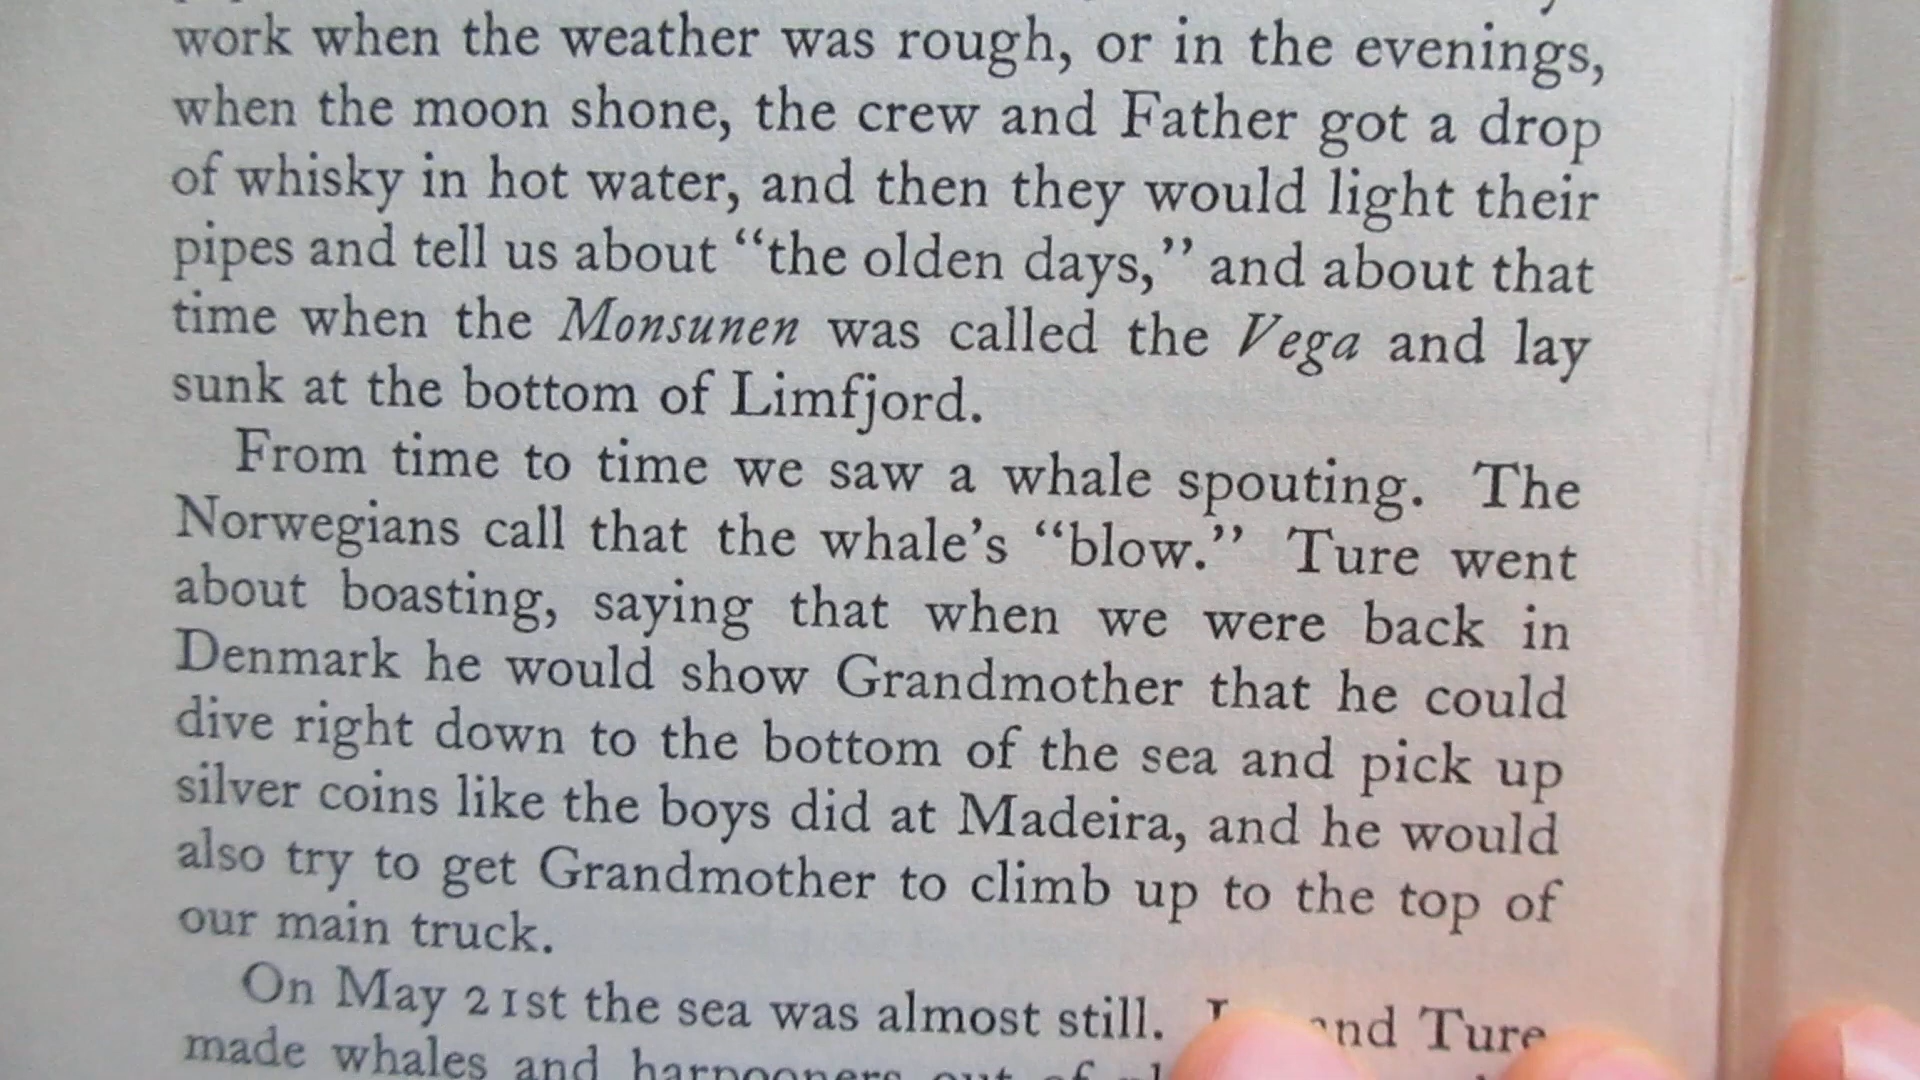 work when the weather was rough, or in the evenings,
when the moon shone, the crew and Father got a drop
of whisky in hot water, and then they would light their
pipes and tell us about “the olden days,” and about that
time when the Monsunen was called the Vega and lay
sunk at the bottom of Limfjord.
From time to time we saw a whale spouting. The
Norwegians call that the whale’s “blow.” Ture went
about boasting, saying that when we were back in
Denmark he would show Grandmother that he could
dive right down to the bottom of the sea and pick up
silver coins like the boys did at Madeira, and he would
also try to get Grandmother to climb up to the top of
our main truck.
On May 21st the sea was almost still. and Ture
made whales and harpooners out of